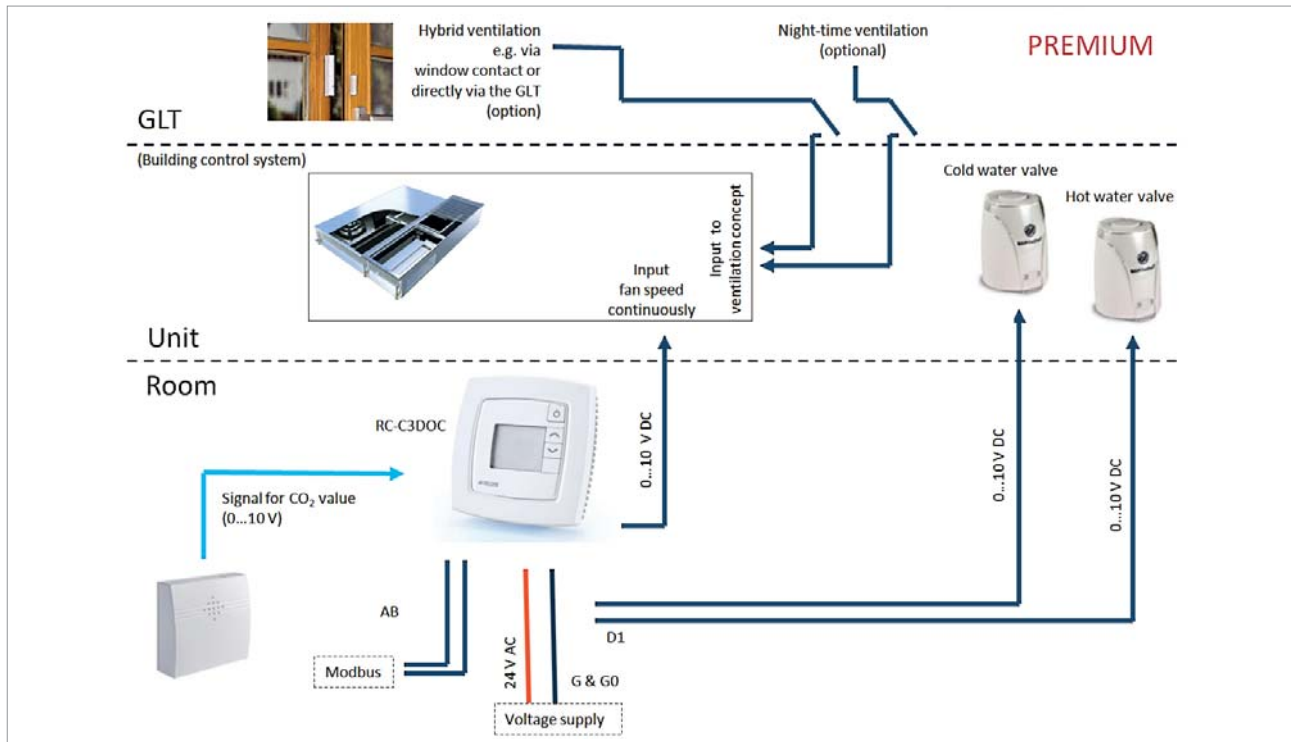 Hybrid ventilation
e.g. via
window contact or
directly via the GLT
(option)
Night-time ventilation
(optional)
PREMIUM
GLT
(Building control system)
Cold water valve
Hot water valve
Input
fan speed
continuously
Input to
ventilation concept
Unit
Room
RC-C3DOC
0...10 V DC
0...10 V DC
0...10 V DC
Signal for CO₂ value
(0...10 V)
AB
Modbus
24 V AC
G & G0
D1
Voltage supply